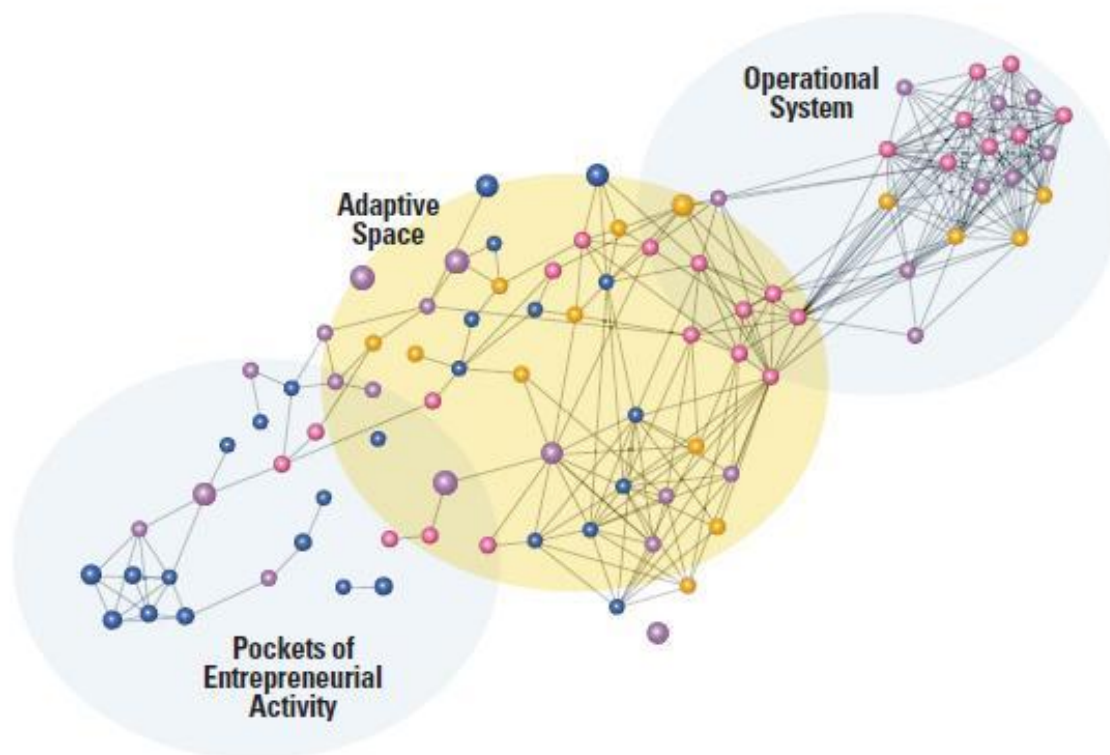 Operational
System
Adaptive
Space
Pockets of
Entrepreneurial
Activity